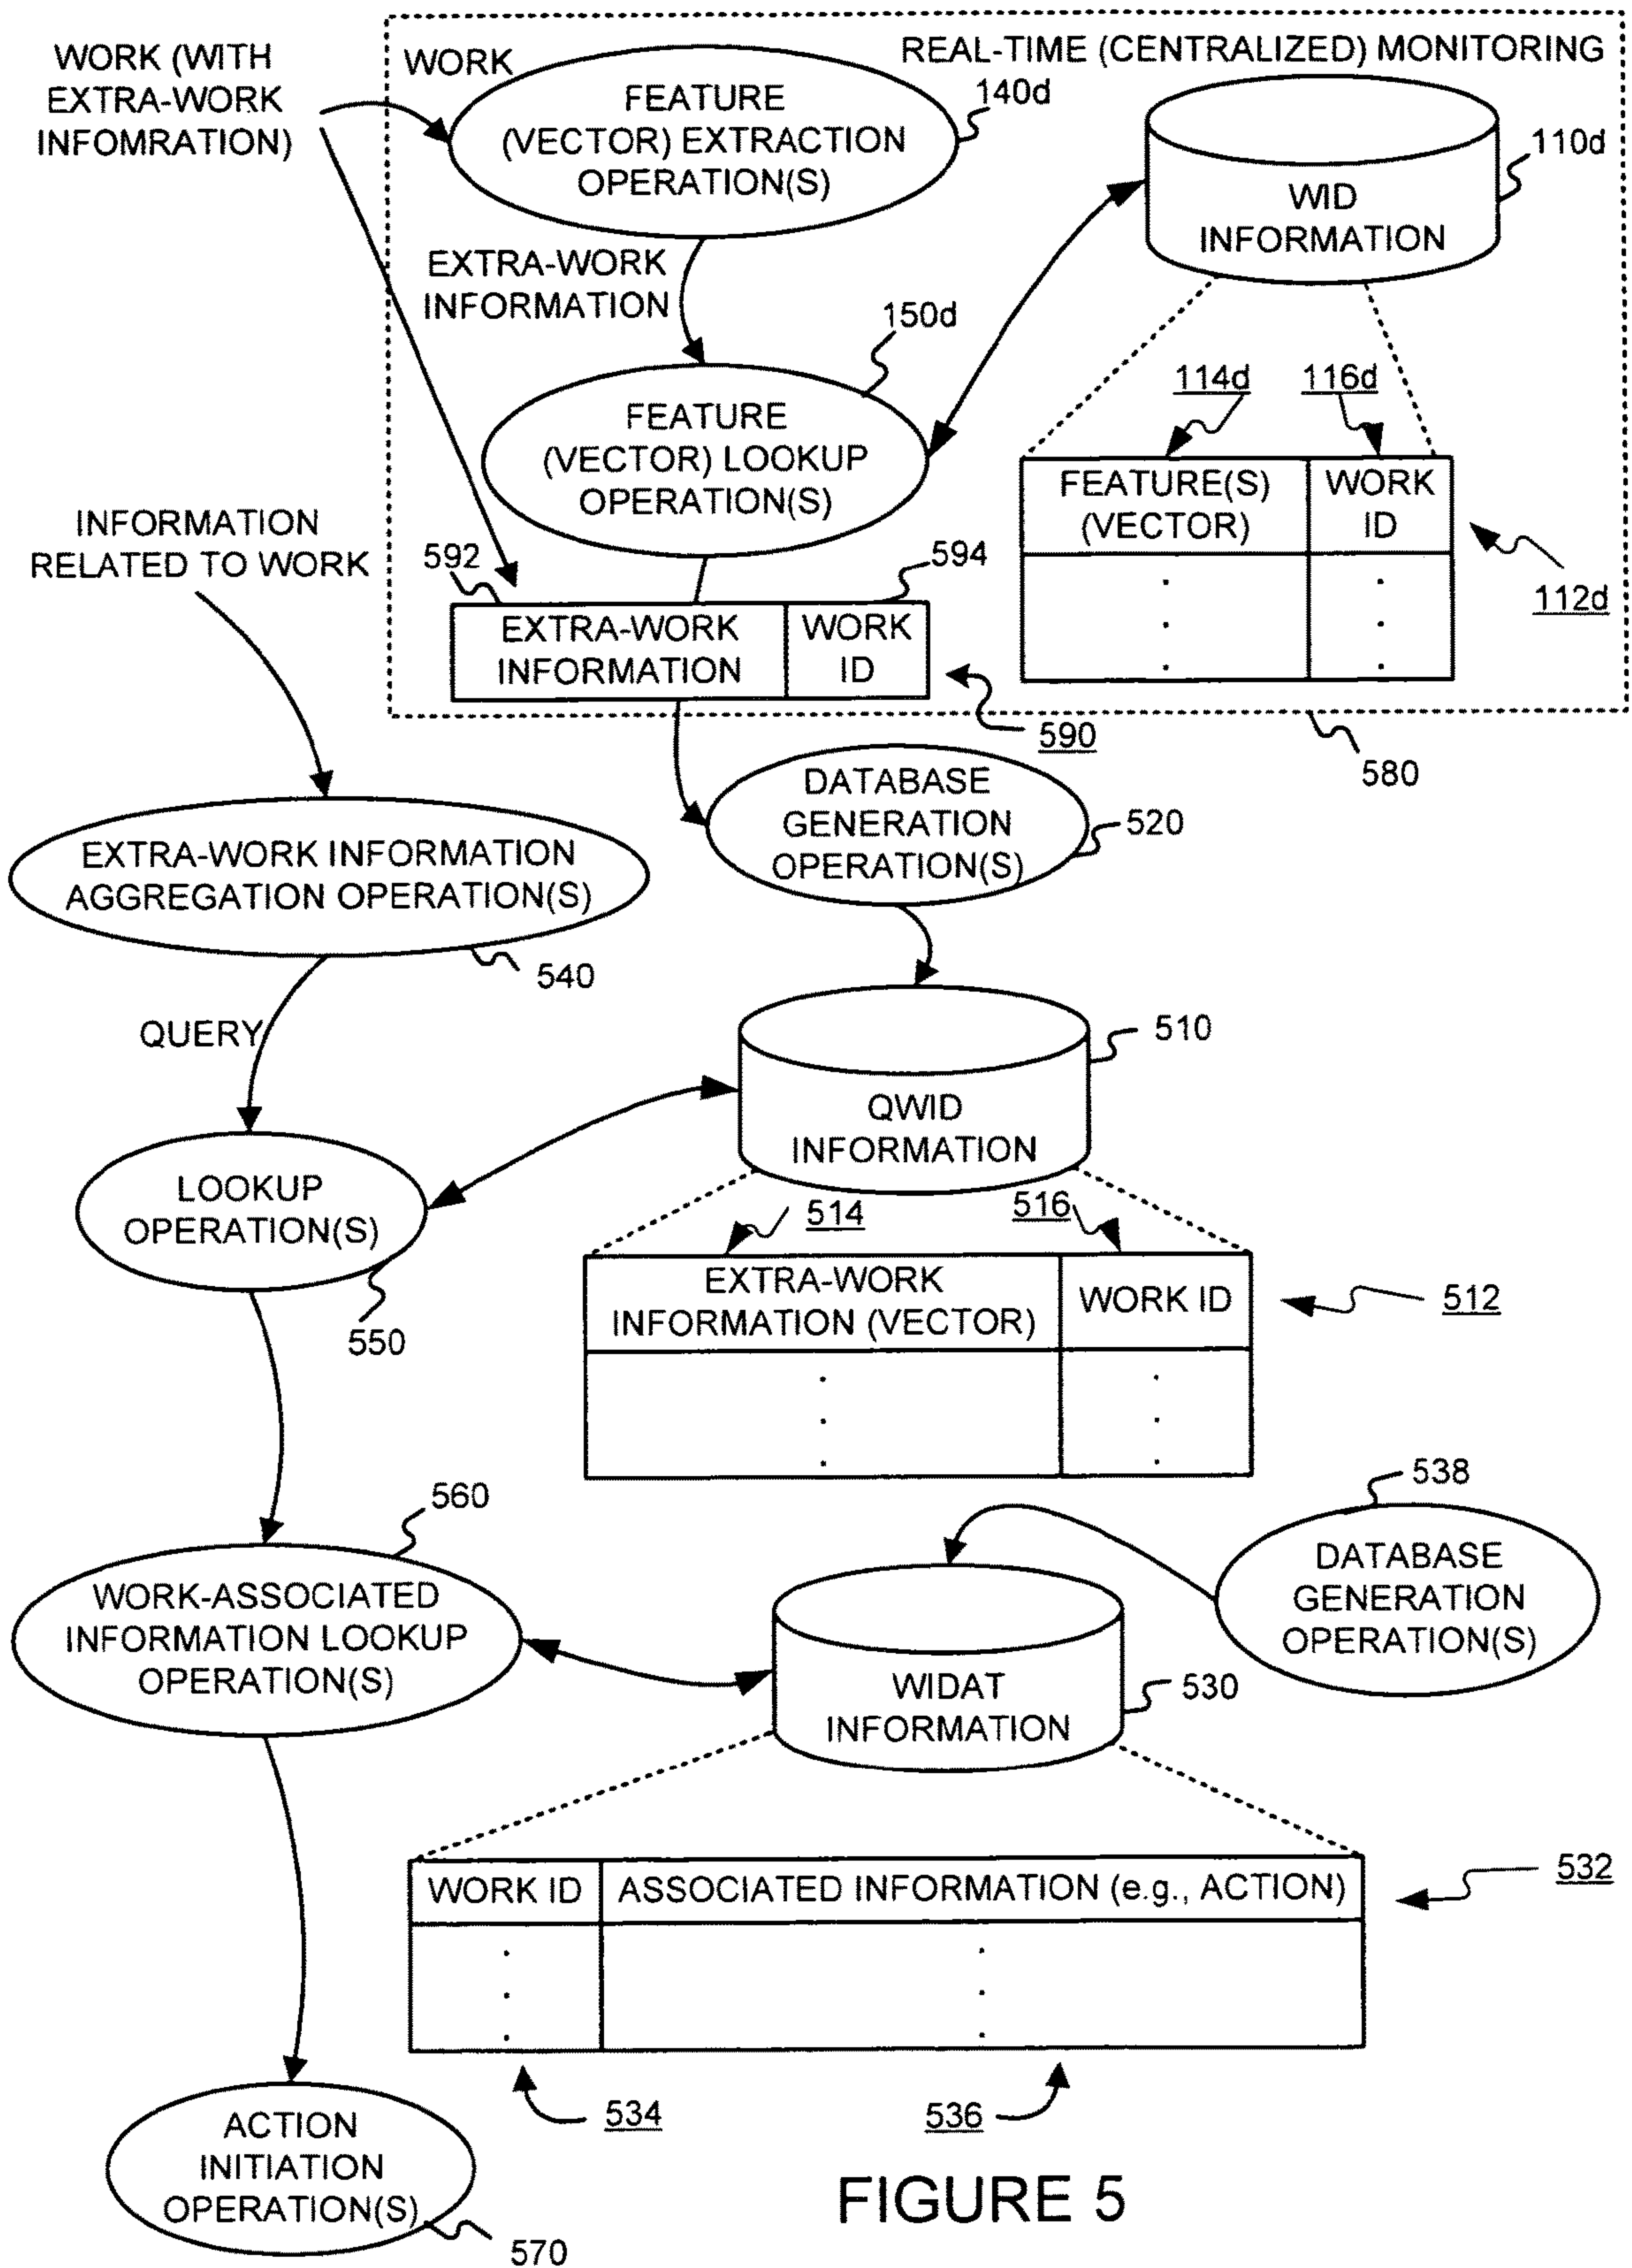 WORK (WITH
EXTRA-WORK
INFOMRATION)
WORK
REAL-TIME (CENTRALIZED) MONITORING
FEATURE
(VECTOR) EXTRACTION
OPERATION(S)
140d
110d
WID
INFORMATION
EXTRA-WORK
INFORMATION
150d
FEATURE
(VECTOR) LOOKUP
OPERATION(S)
114d
116d
FEATURE(S)
(VECTOR)
WORK
ID
112d
INFORMATION
RELATED TO WORK
592
594
EXTRA-WORK
INFORMATION
WORK
ID
590
580
DATABASE
GENERATION
OPERATION(S)
520
EXTRA-WORK INFORMATION
AGGREGATION OPERATION(S)
540
QUERY
510
QWID
INFORMATION
LOOKUP
OPERATION(S)
550
514
516
EXTRA-WORK
INFORMATION (VECTOR)
WORK ID
512
538
DATABASE
GENERATION
OPERATION(S)
560
WORK-ASSOCIATED
INFORMATION LOOKUP
OPERATION(S)
WIDAT
INFORMATION
530
WORK ID
ASSOCIATED INFORMATION (e.g., ACTION)
532
534
536
ACTION
INITIATION
OPERATION(S)
570
FIGURE 5